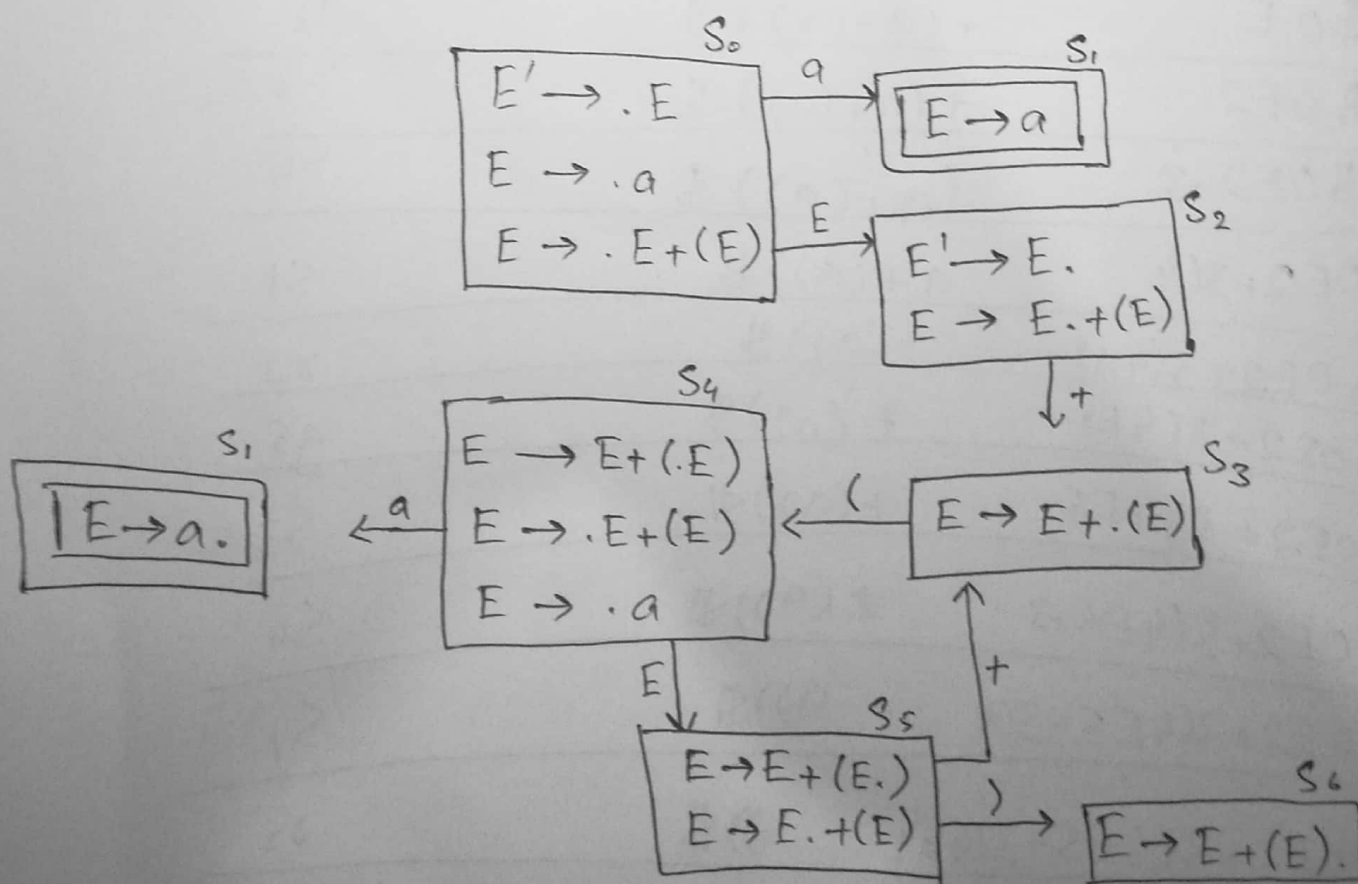 S₀
E' → . E
E → . a
E → . E+(E)
a
S₁
E → a
E
S₂
E' → E.
E → E.+(E)
+
S₃
E → E+.(E)
(
S₄
E → E+(.E)
E → .E+(E)
E → .a
a
S₁
E → a.
E
S₅
E → E+(E.)
E → E.+(E)
+
)
S₆
E → E+(E).